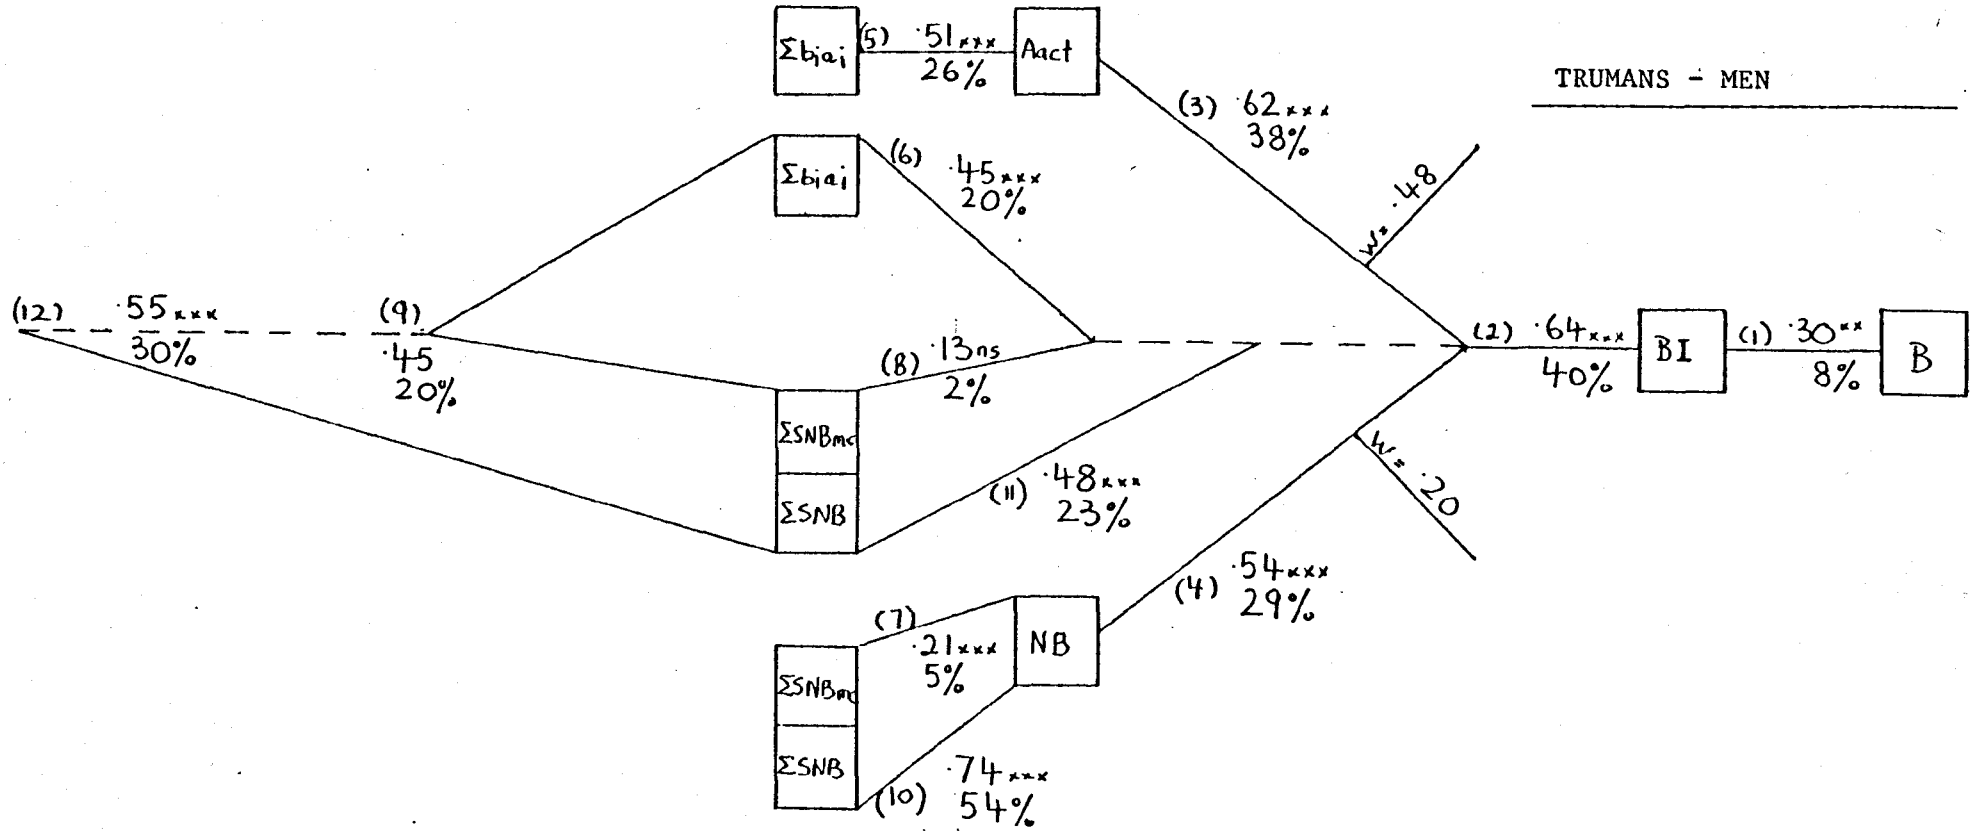 TRUMANS - MEN
Σbiai
(5) .51xxx
26%
Aact
(3) .62xxx
38%
W= .48
Σbiai
(6) .45xxx
20%
(12) .55xxx
30%
(9)
.45
20%
(8) .13ns
2%
(2) .64xxx
40%
BI
(1) .30xx
8%
B
ΣSNBmc
ΣSNB
(11) .48xxx
23%
W= .20
(4) .54xxx
29%
(7)
.21xxx
5%
NB
ΣSNBmc
ΣSNB
(10) .74xxx
54%